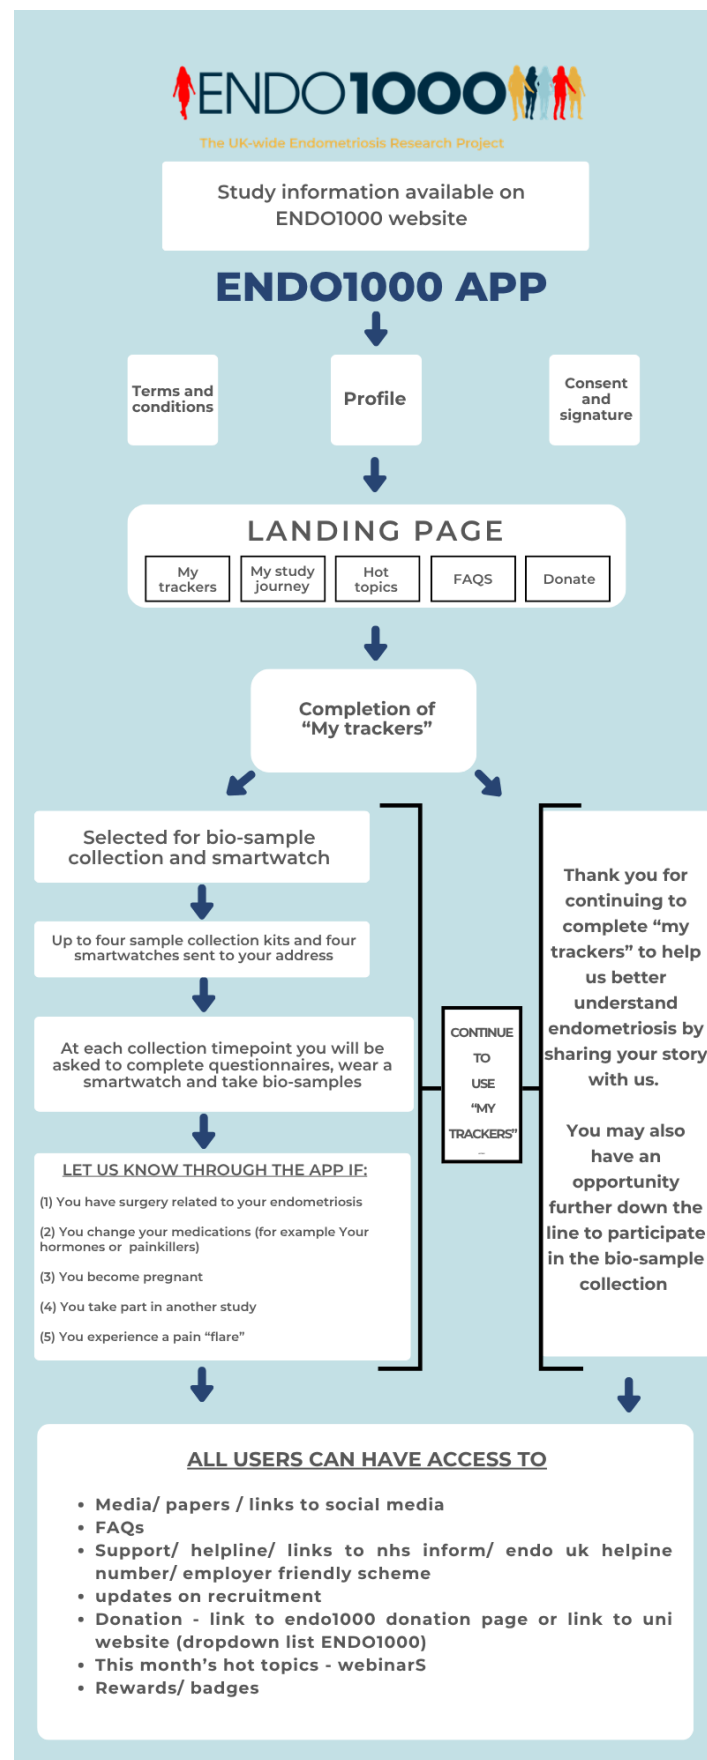 ENDO1000
The UK-wide Endometriosis Research Project
Study information available on
ENDO1000 website
ENDO1000 APP
Terms and
conditions
Profile
Consent
and
signature
LANDING PAGE
My
trackers
My study
journey
Hot
topics
FAQS
Donate
Completion of
“My trackers”
Selected for bio-sample
collection and smartwatch
Up to four sample collection kits and four
smartwatches sent to your address
At each collection timepoint you will be
asked to complete questionnaires, wear a
smartwatch and take bio-samples
LET US KNOW THROUGH THE APP IF:
(1) You have surgery related to your endometriosis
(2) You change your medications (for example Your
hormones or painkillers)
(3) You become pregnant
(4) You take part in another study
(5) You experience a pain “flare”
CONTINUE
TO
USE
“MY
TRACKERS”
...
Thank you for
continuing to
complete “my
trackers” to help
us better
understand
endometriosis by
sharing your story
with us.
You may also
have an
opportunity
further down the
line to participate
in the bio-sample
collection
ALL USERS CAN HAVE ACCESS TO
• Media/ papers / links to social media
• FAQs
• Support/ helpline/ links to nhs inform/ endo uk helpine
number/ employer friendly scheme
• updates on recruitment
• Donation - link to endo1000 donation page or link to uni
website (dropdown list ENDO1000)
• This month’s hot topics - webinarS
• Rewards/ badges